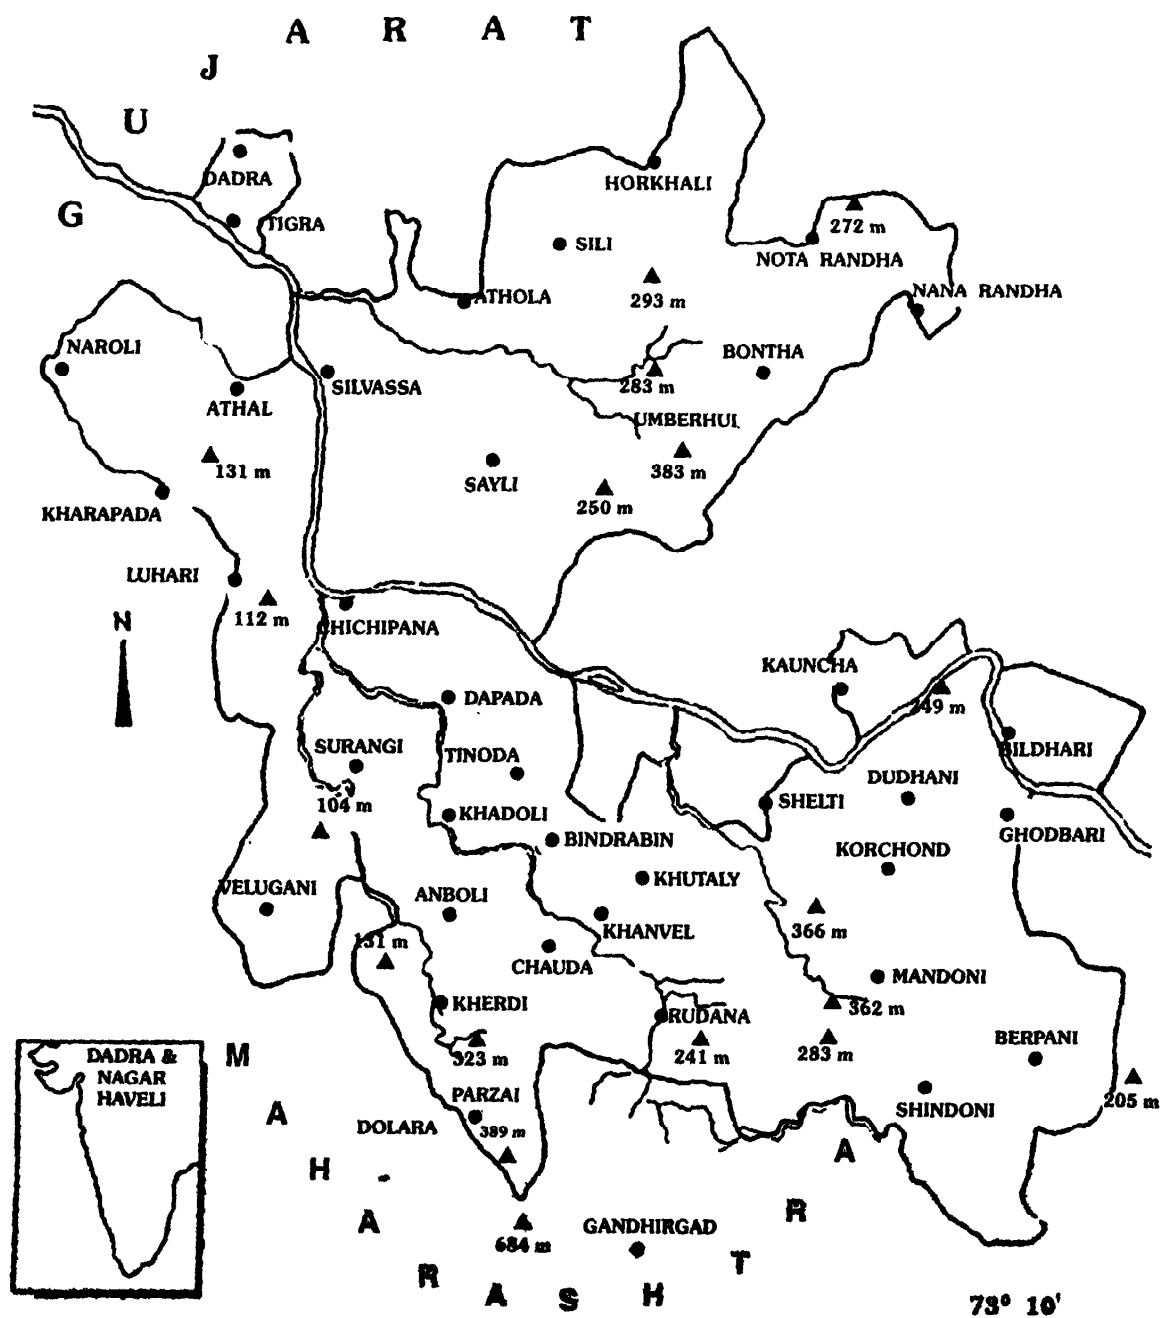 GUJARAT
DADRA
TIGRA
HORKHALI
SILI
272 m
NOTA RANDHA
NANA RANDHA
293 m
ATHOLA
NAROLI
SILVASSA
ATHAL
283 m
BONTHA
UMBERHUI
131 m
SAYLI
383 m
250 m
KHARAPADA
LUHARI
112 m
N
CHICHIPANA
KAUNCHA
DAPADA
249 m
SURANGI
TINODA
BILDHARI
DUDHANI
104 m
KHADOLI
SHELTI
GHODBARI
BINDRABIN
KORCHOND
VELUGANI
ANBOLI
KHUTALY
366 m
131 m
KHANVEL
CHAUDA
MANDONI
KHERDI
RUDANA
362 m
323 m
241 m
283 m
BERPANI
PARZAI
SHINDONI
205 m
DOLARA
389 m
684 m
GANDHIRGAD
MAHARASHTRA
DADRA &
NAGAR
HAVELI
73° 10'